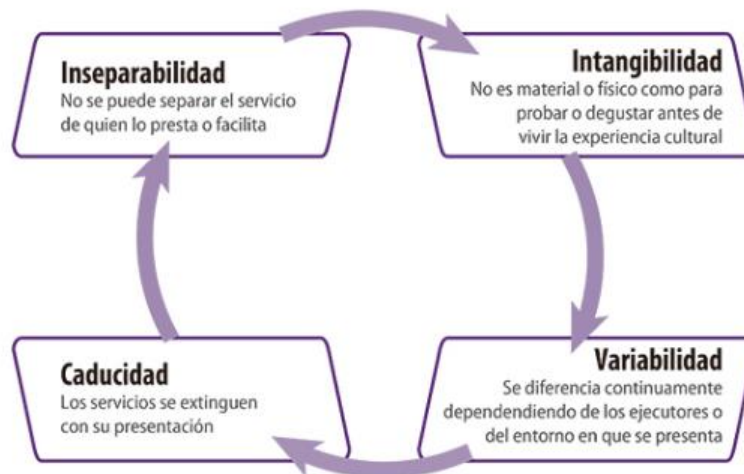 Inseparabilidad
No se puede separar el servicio
de quien lo presta o facilita
Intangibilidad
No es material o físico como para
probar o degustar antes de
vivir la experiencia cultural
Caducidad
Los servicios se extinguen
con su presentación
Variabilidad
Se diferencia continuamente
dependendiendo de los ejecutores o
del entorno en que se presenta